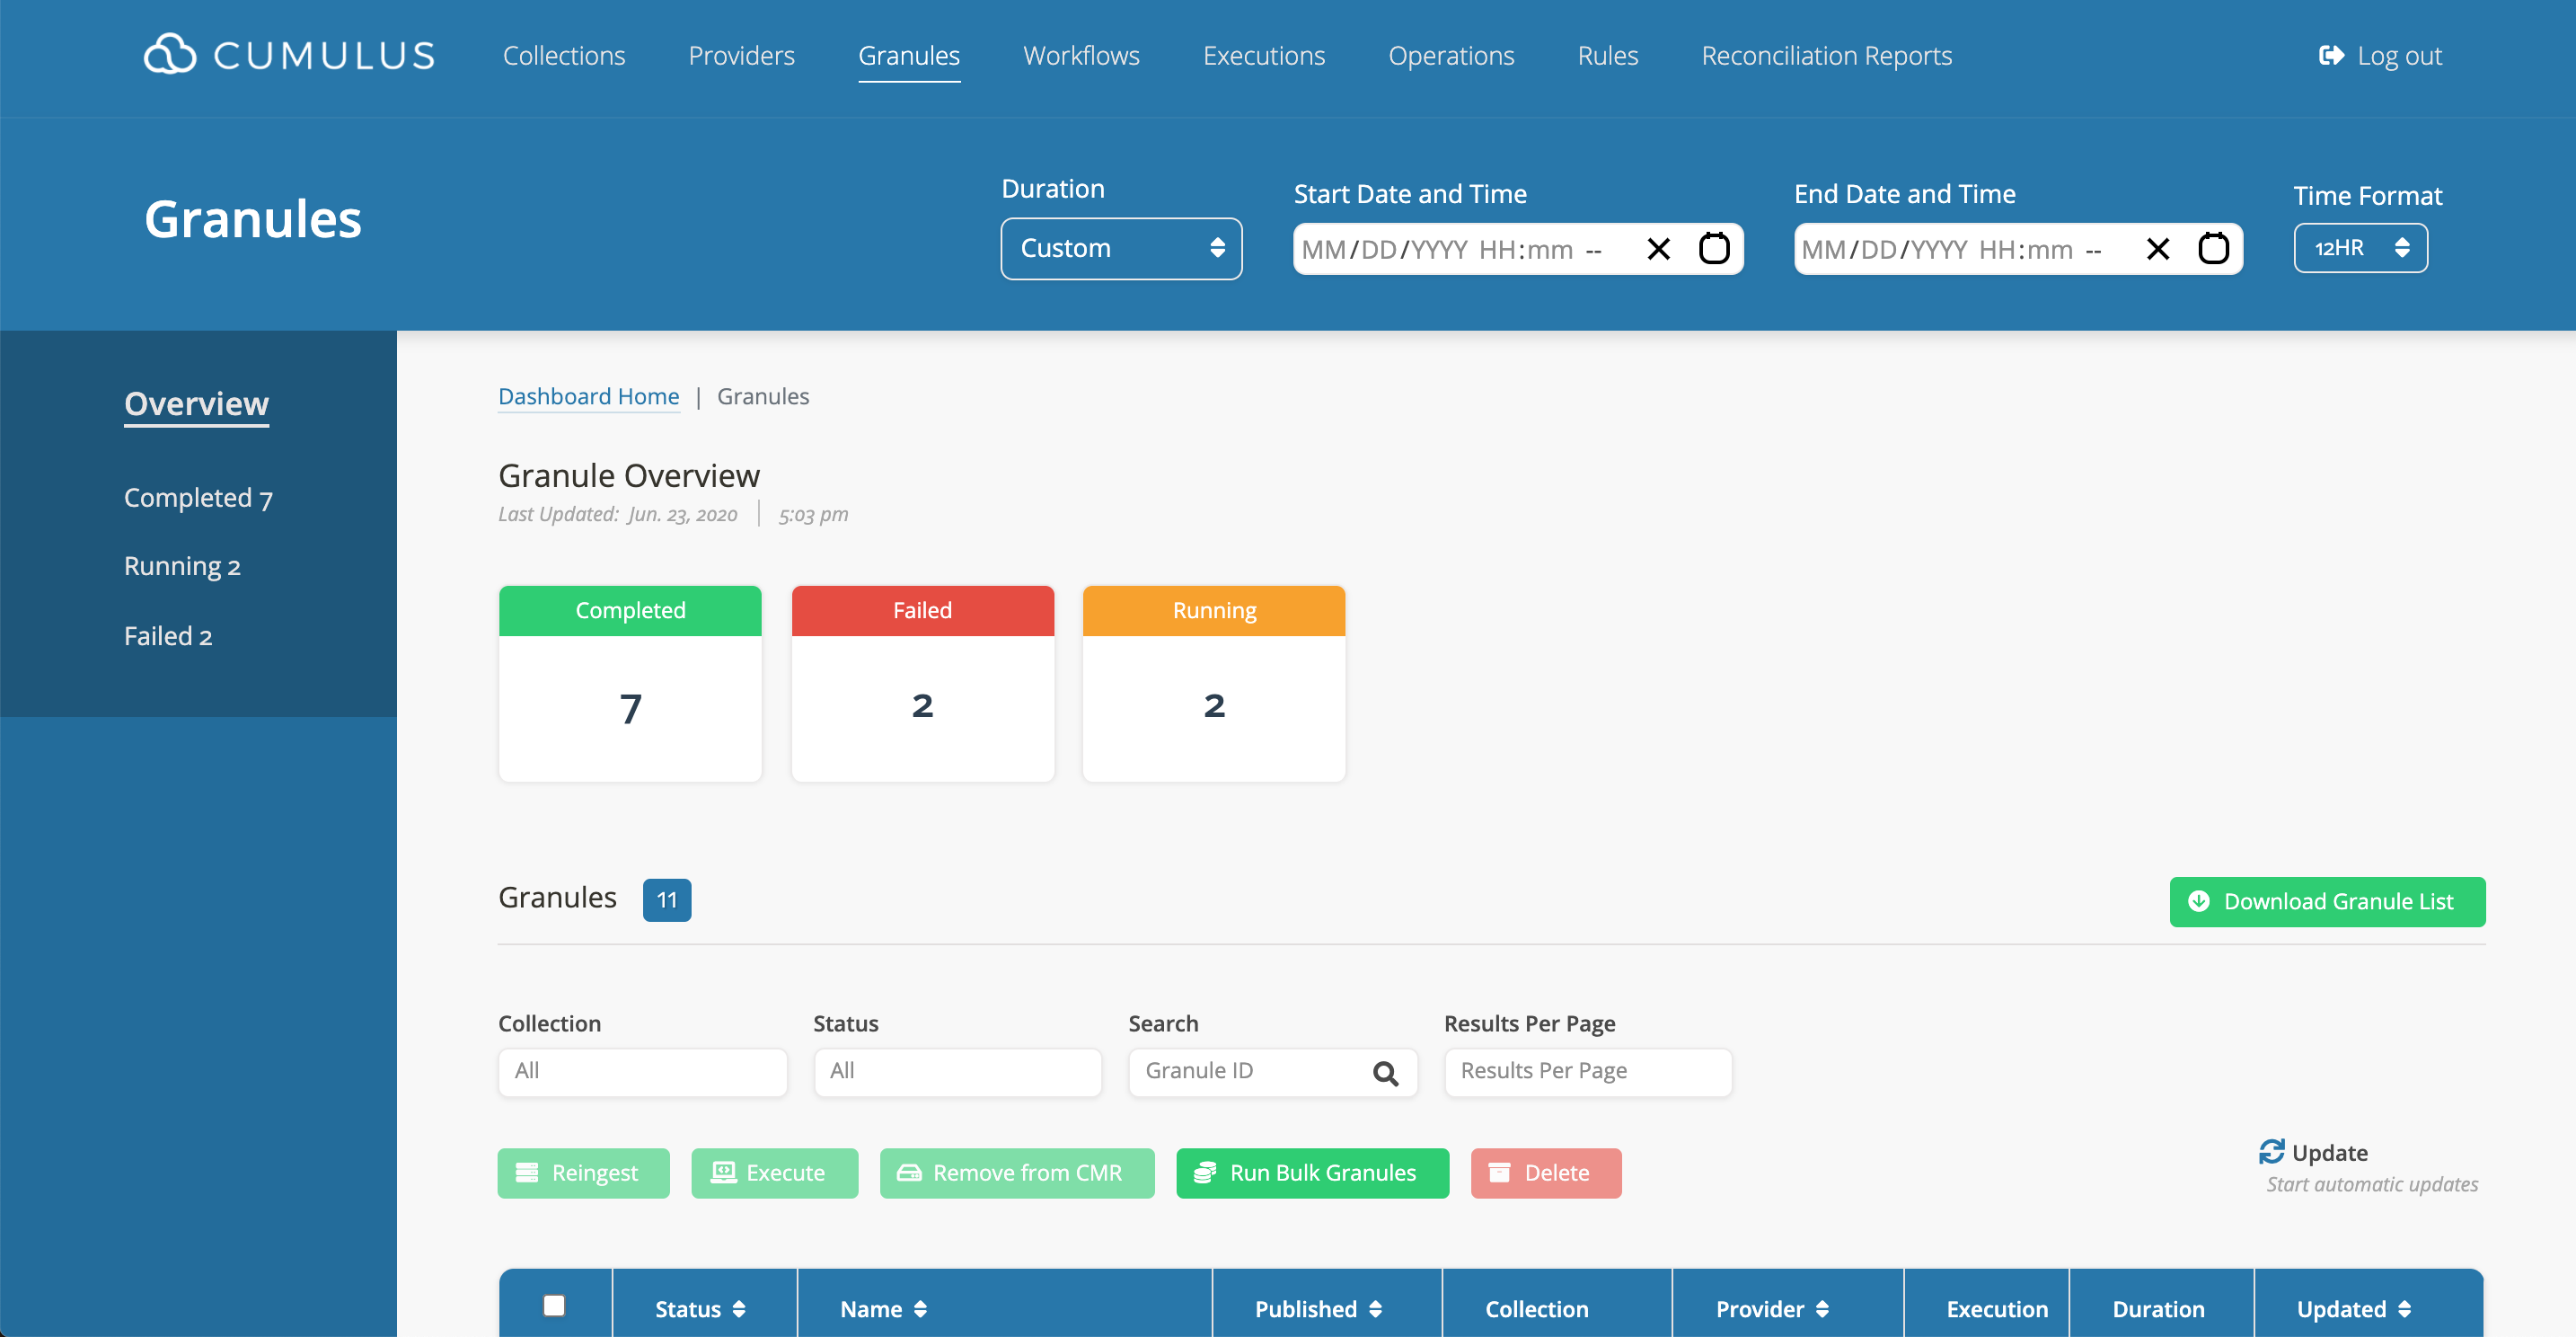 CUMULUS Collections Providers Granules Workflows Executions Operations Rules Reconciliation Reports Log out
Granules
Duration Start Date and Time End Date and Time Time Format
Custom MM/DD/YYYY HH:mm -- MM/DD/YYYY HH:mm -- 12HR
Overview
Completed 7
Running 2
Failed 2
Dashboard Home | Granules
Granule Overview
Last Updated: Jun. 23, 2020 | 5:03 pm
Completed Failed Running
7 2 2
Granules 11 Download Granule List
Collection Status Search Results Per Page
All All Granule ID Results Per Page
Reingest Execute Remove from CMR Run Bulk Granules Delete Update
Start automatic updates
Status Name Published Collection Provider Execution Duration Updated